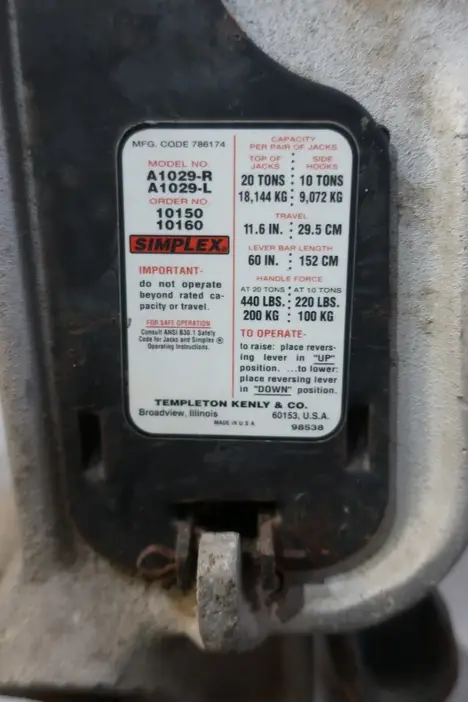 MFG. CODE 786174
MODEL NO.
A1029-R
A1029-L
ORDER NO.
10150
10160
SIMPLEX®
IMPORTANT-
do not operate
beyond rated ca-
pacity or travel.
FOR SAFE OPERATION
Consult ANSI B30.1 Safety
Code for Jacks and Simplex ®
Operating Instructions.
CAPACITY
PER PAIR OF JACKS
TOP OF JACKS : SIDE HOOKS
20 TONS : 10 TONS
18,144 KG : 9,072 KG
TRAVEL
11.6 IN. : 29.5 CM
LEVER BAR LENGTH
60 IN. : 152 CM
HANDLE FORCE
AT 20 TONS : AT 10 TONS
440 LBS. : 220 LBS.
200 KG : 100 KG
TO OPERATE-
to raise: place revers-
ing lever in "UP"
position. ...to lower:
place reversing lever
in "DOWN" position.
TEMPLETON KENLY & CO.
Broadview, Illinois 60153, U.S.A.
MADE IN U.S.A
98538